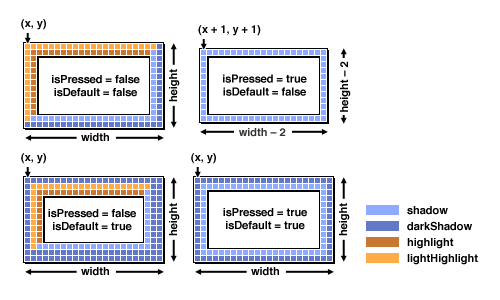 (x, y)
isPressed = false
isDefault = false
height
width
(x + 1, y + 1)
isPressed = true
isDefault = false
height – 2
width – 2
(x, y)
isPressed = false
isDefault = true
height
width
(x, y)
isPressed = true
isDefault = true
height
width
shadow
darkShadow
highlight
lightHighlight